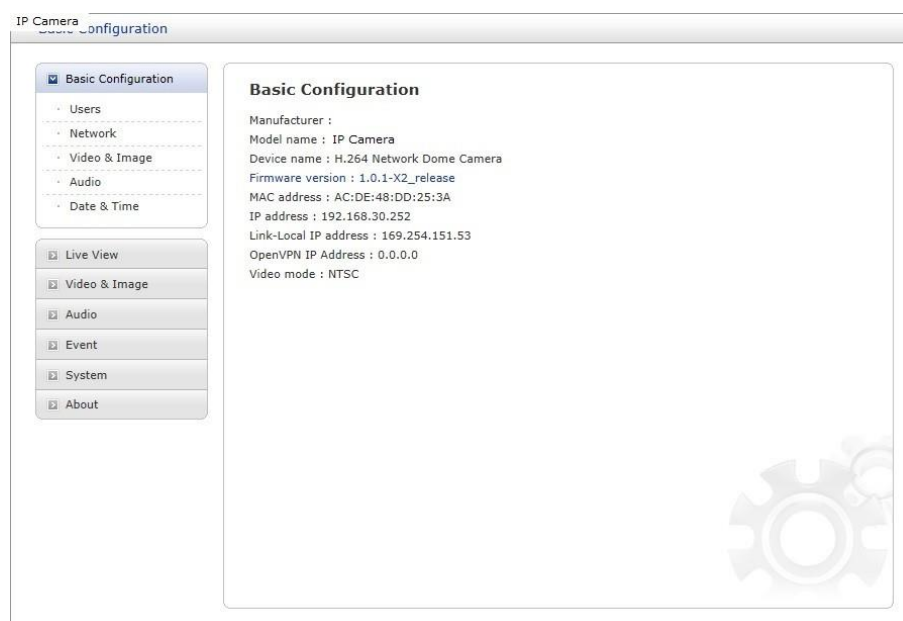 IP Camera
Basic Configuration
Basic Configuration
Users
Network
Video & Image
Audio
Date & Time
Live View
Video & Image
Audio
Event
System
About
Basic Configuration
Manufacturer :
Model name : IP Camera
Device name : H.264 Network Dome Camera
Firmware version : 1.0.1-X2_release
MAC address : AC:DE:48:DD:25:3A
IP address : 192.168.30.252
Link-Local IP address : 169.254.151.53
OpenVPN IP Address : 0.0.0.0
Video mode : NTSC